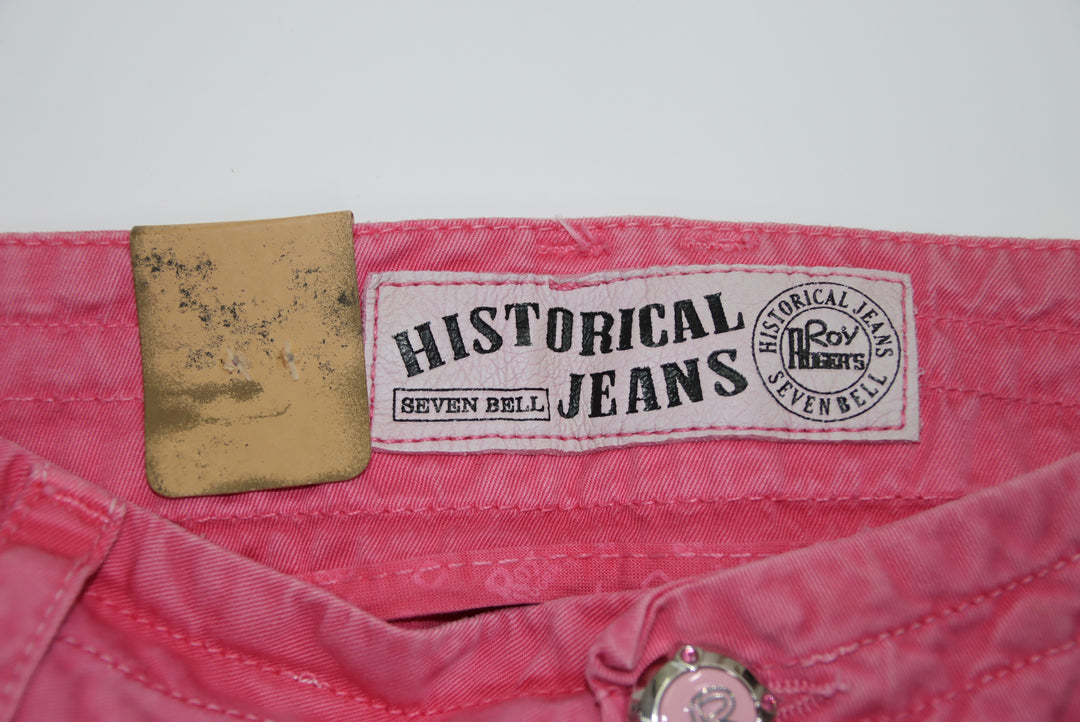 HISTORICAL
JEANS
SEVEN BELL
HISTORICAL JEANS
ROY
ROGER'S
SEVEN BELL